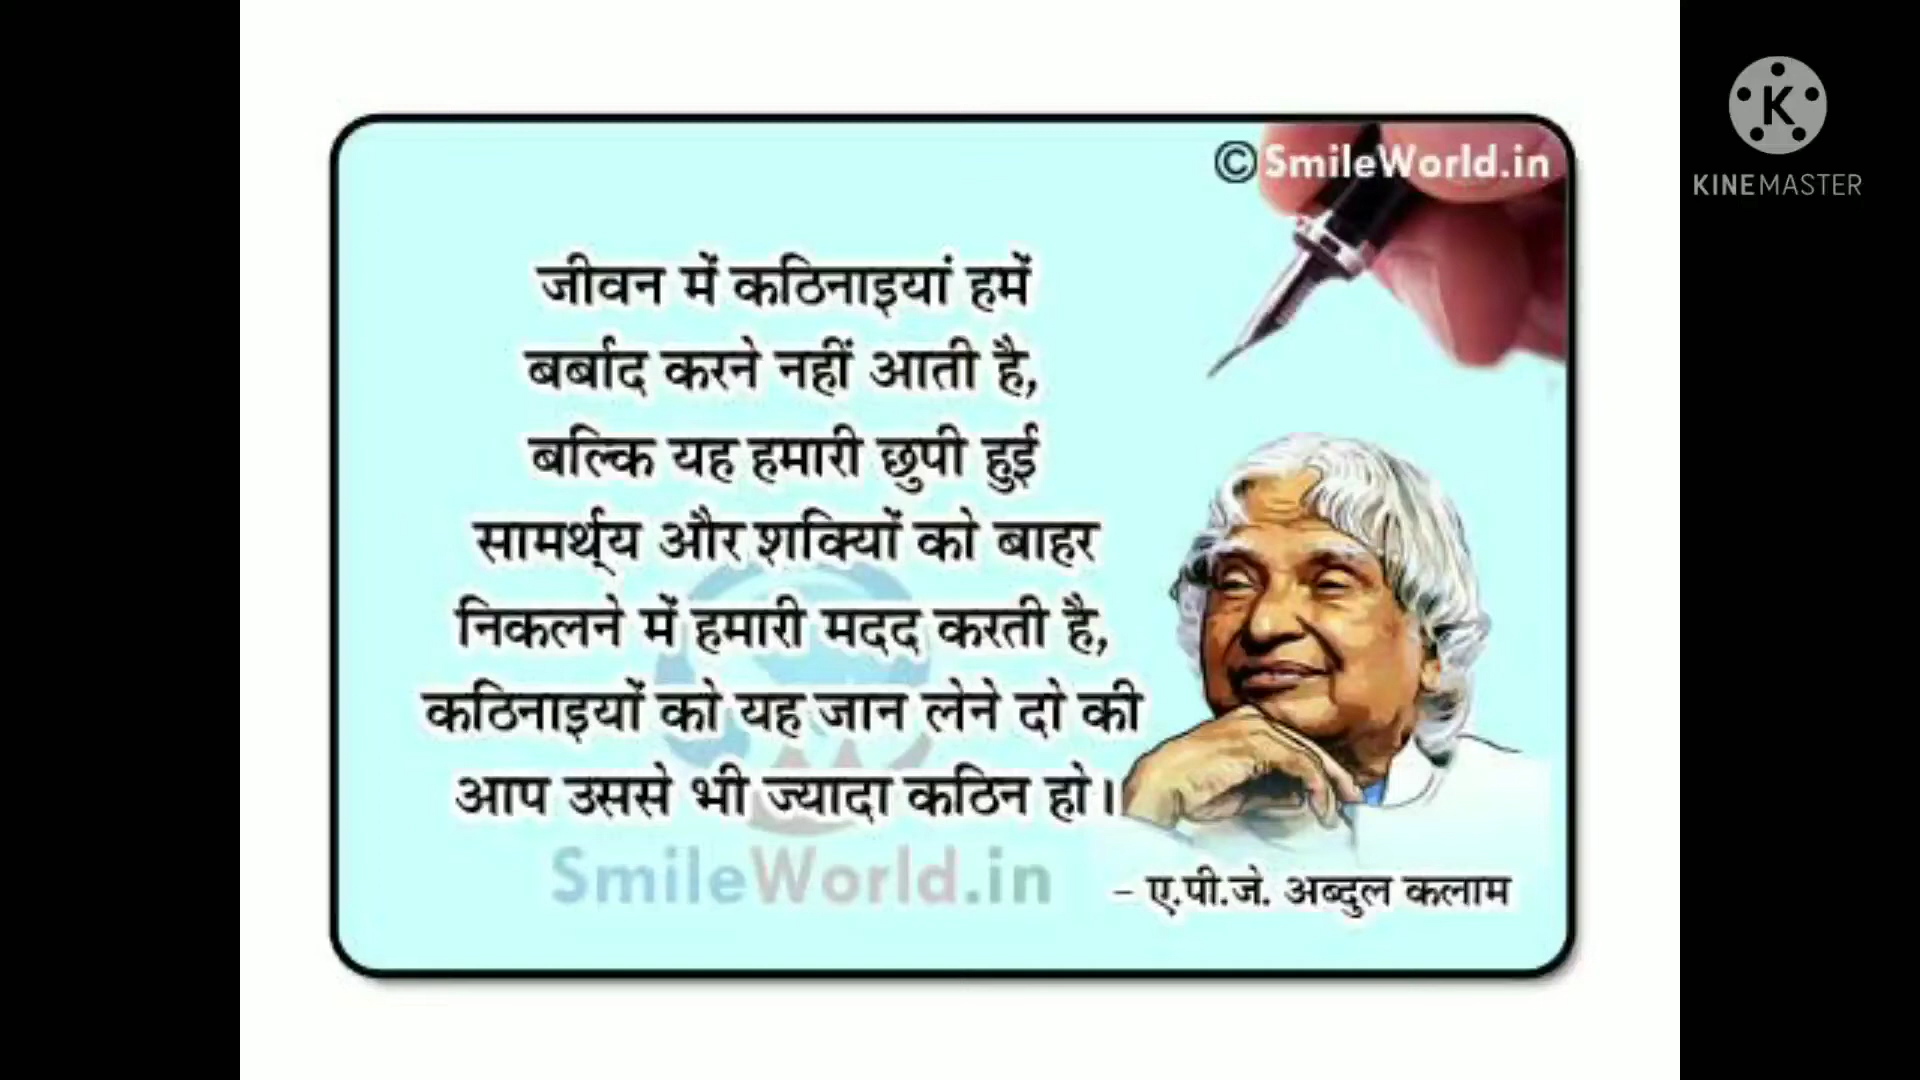 ©SmileWorld.in
KINEMASTER
जीवन में कठिनाइयां हमें
बर्बाद करने नहीं आती है,
बल्कि यह हमारी छुपी हुई
सामर्थ्य और शक्यिों को बाहर
निकलने में हमारी मदद करती है,
कठिनाइयों को यह जान लेने दो की
आप उससे भी ज्यादा कठिन हो।
SmileWorld.in
– ए.पी.जे. अब्दुल कलाम